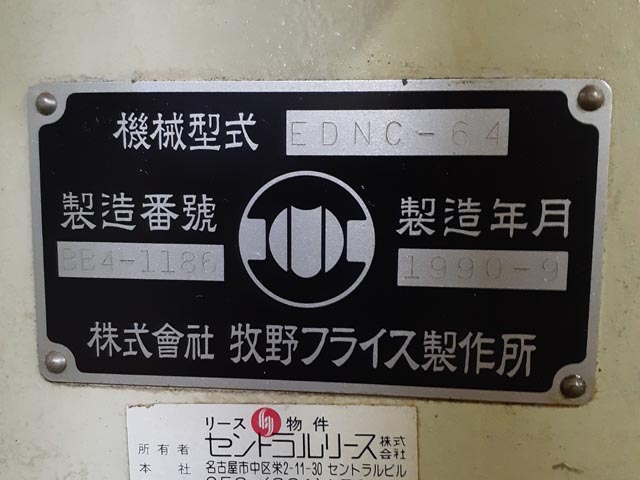 機械型式 EDNC-64
製造番號 製造年月
BB4-1186 1990-9
株式會社 牧野フライス製作所
リース物件
所有者 セントラルリース株式会社
本社 名古屋市中区栄2-11-30 セントラルビル